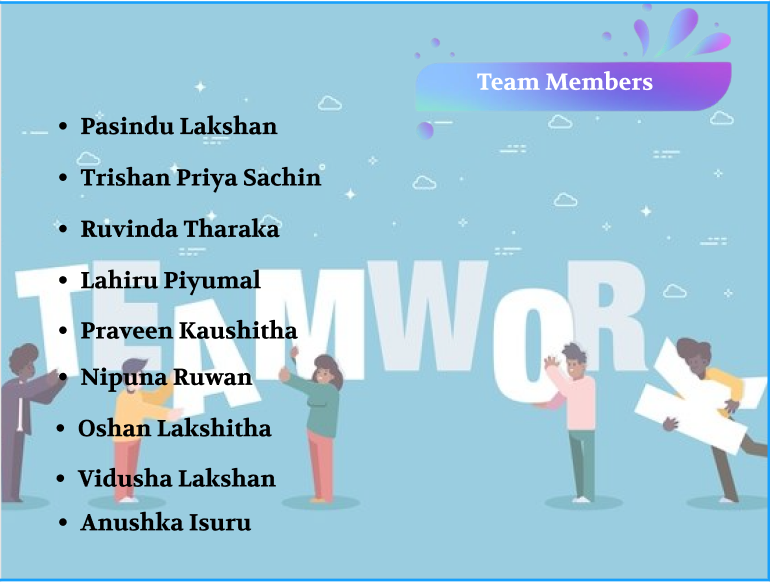 Team Members
• Pasindu Lakshan
• Trishan Priya Sachin
• Ruvinda Tharaka
• Lahiru Piyumal
• Praveen Kaushitha
• Nipuna Ruwan
• Oshan Lakshitha
• Vidusha Lakshan
• Anushka Isuru
TEAMWORK